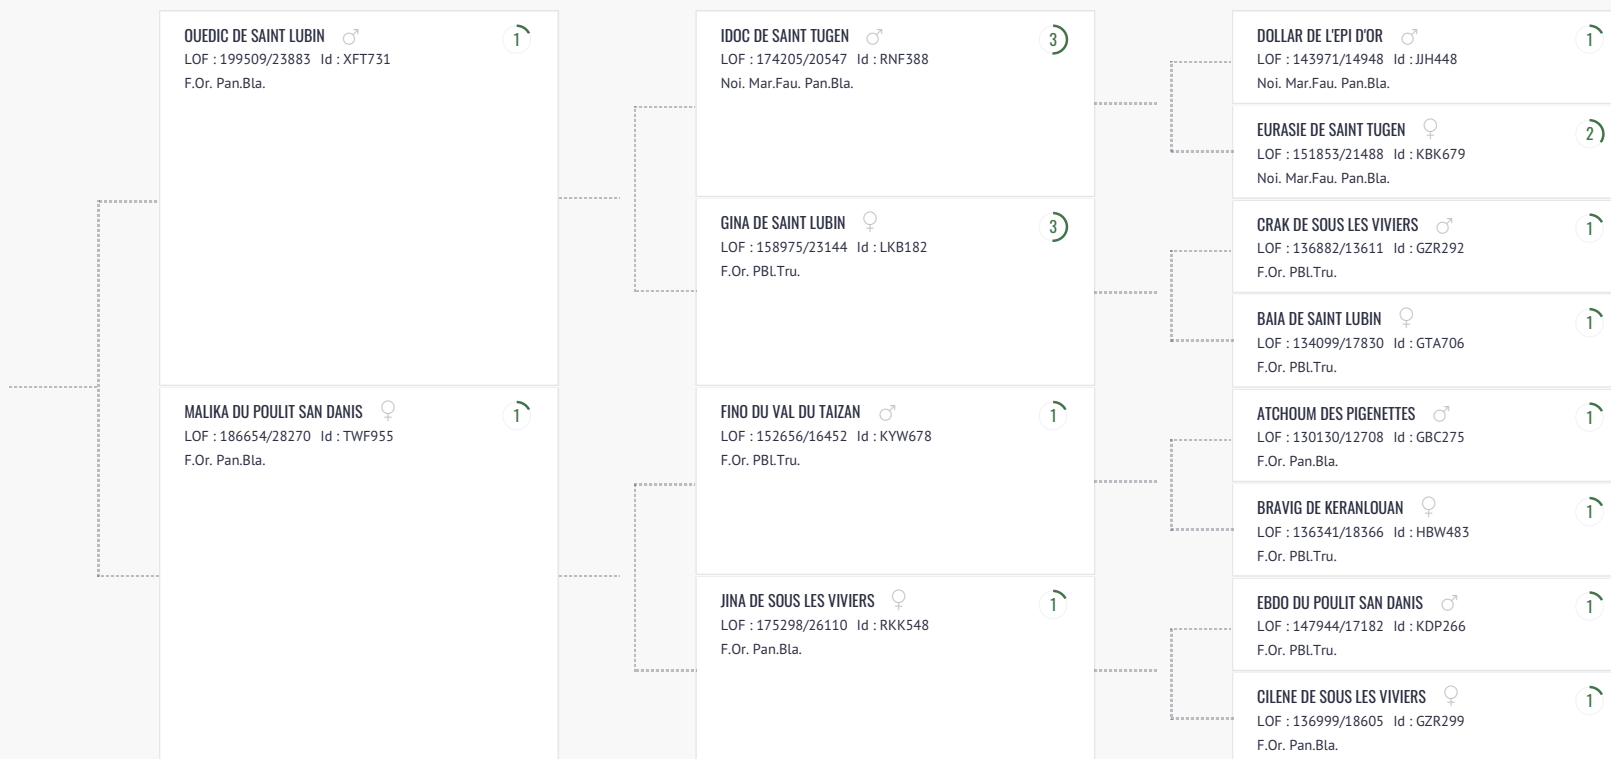 OUEDIC DE SAINT LUBIN
1
LOF : 199509/23883 Id : XFT731
F.Or. Pan.Bla.
MALIKA DU POULIT SAN DANIS
1
LOF : 186654/28270 Id : TWF955
F.Or. Pan.Bla.
IDOC DE SAINT TUGEN
3
LOF : 174205/20547 Id : RNF388
Noi. Mar.Fau. Pan.Bla.
GINA DE SAINT LUBIN
3
LOF : 158975/23144 Id : LKB182
F.Or. PBl.Tru.
FINO DU VAL DU TAIZAN
1
LOF : 152656/16452 Id : KYW678
F.Or. PBl.Tru.
JINA DE SOUS LES VIVIERS
1
LOF : 175298/26110 Id : RKK548
F.Or. Pan.Bla.
DOLLAR DE L'EPI D'OR
1
LOF : 143971/14948 Id : JJH448
Noi. Mar.Fau. Pan.Bla.
EURASIE DE SAINT TUGEN
2
LOF : 151853/21488 Id : KBK679
Noi. Mar.Fau. Pan.Bla.
CRAK DE SOUS LES VIVIERS
1
LOF : 136882/13611 Id : GZR292
F.Or. PBl.Tru.
BAIA DE SAINT LUBIN
1
LOF : 134099/17830 Id : GTA706
F.Or. PBl.Tru.
ATCHOUM DES PIGENETTES
1
LOF : 130130/12708 Id : GBC275
F.Or. Pan.Bla.
BRAVIG DE KERANLOUAN
1
LOF : 136341/18366 Id : HBW483
F.Or. PBl.Tru.
EBDO DU POULIT SAN DANIS
1
LOF : 147944/17182 Id : KDP266
F.Or. PBl.Tru.
CILENE DE SOUS LES VIVIERS
1
LOF : 136999/18605 Id : GZR299
F.Or. Pan.Bla.